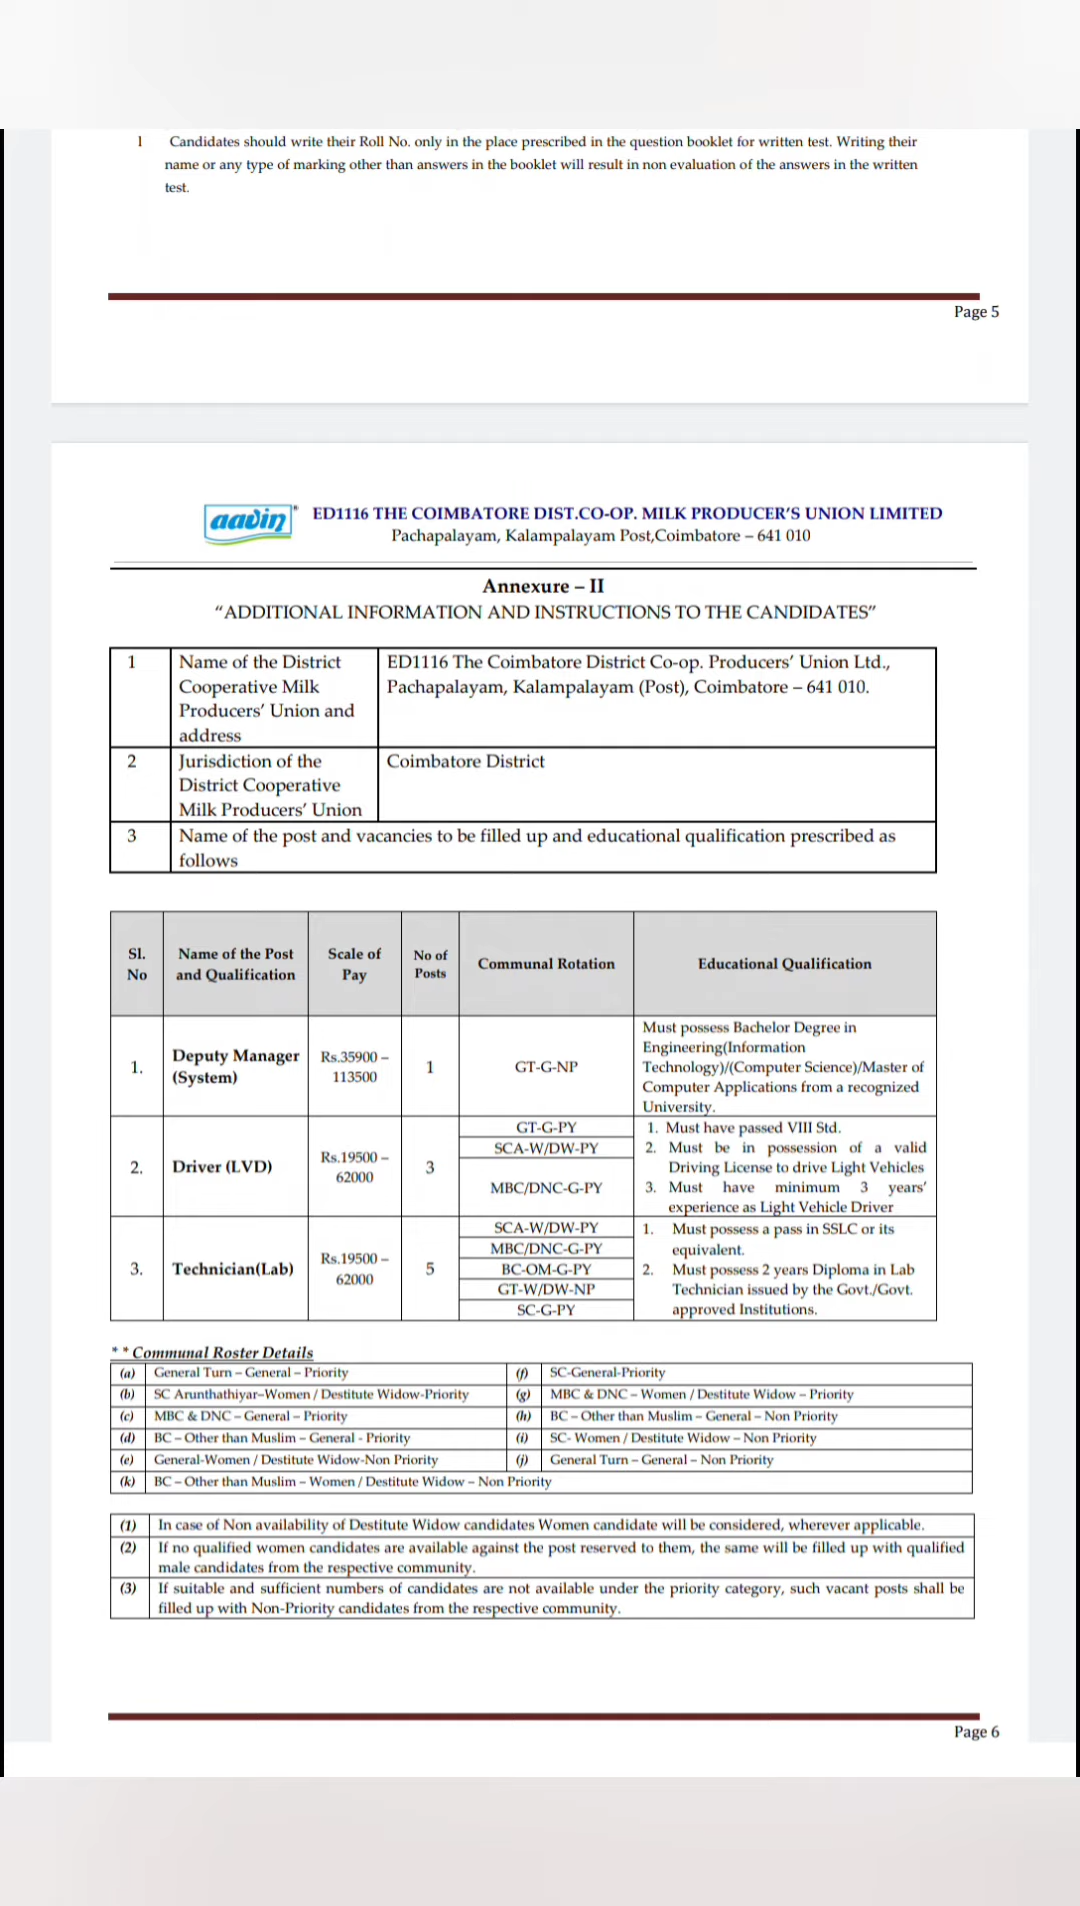 1 Candidates should write their Roll No. only in the place prescribed in the question booklet for written test. Writing their
name or any type of marking other than answers in the booklet will result in non evaluation of the answers in the written
test.
Page 5
aavin
ED1116 THE COIMBATORE DIST.CO-OP. MILK PRODUCER'S UNION LIMITED
Pachapalayam, Kalampalayam Post,Coimbatore – 641 010
Annexure – II
"ADDITIONAL INFORMATION AND INSTRUCTIONS TO THE CANDIDATES"
1 Name of the District ED1116 The Coimbatore District Co-op. Producers' Union Ltd.,
Cooperative Milk Pachapalayam, Kalampalayam (Post), Coimbatore – 641 010.
Producers' Union and
address
2 Jurisdiction of the Coimbatore District
District Cooperative
Milk Producers' Union
3 Name of the post and vacancies to be filled up and educational qualification prescribed as
follows
Sl. No
Name of the Post and Qualification
Scale of Pay
No of Posts
Communal Rotation
Educational Qualification
1.
Deputy Manager
(System)
Rs.35900 –
113500
1
GT-G-NP
Must possess Bachelor Degree in
Engineering(Information
Technology)/(Computer Science)/Master of
Computer Applications from a recognized
University.
2.
Driver (LVD)
Rs.19500 –
62000
3
GT-G-PY
SCA-W/DW-PY
MBC/DNC-G-PY
1. Must have passed VIII Std.
2. Must be in possession of a valid
Driving License to drive Light Vehicles
3. Must have minimum 3 years'
experience as Light Vehicle Driver
3.
Technician(Lab)
Rs.19500 –
62000
5
SCA-W/DW-PY
MBC/DNC-G-PY
BC-OM-G-PY
GT-W/DW-NP
SC-G-PY
1. Must possess a pass in SSLC or its
equivalent.
2. Must possess 2 years Diploma in Lab
Technician issued by the Govt./Govt.
approved Institutions.
* * Communal Roster Details
(a) General Turn – General – Priority (f) SC-General-Priority
(b) SC Arunthathiyar–Women / Destitute Widow-Priority (g) MBC & DNC – Women / Destitute Widow – Priority
(c) MBC & DNC – General – Priority (h) BC – Other than Muslim – General – Non Priority
(d) BC – Other than Muslim – General - Priority (i) SC- Women / Destitute Widow – Non Priority
(e) General-Women / Destitute Widow-Non Priority (j) General Turn – General – Non Priority
(k) BC – Other than Muslim – Women / Destitute Widow – Non Priority
(1) In case of Non availability of Destitute Widow candidates Women candidate will be considered, wherever applicable.
(2) If no qualified women candidates are available against the post reserved to them, the same will be filled up with qualified
male candidates from the respective community.
(3) If suitable and sufficient numbers of candidates are not available under the priority category, such vacant posts shall be
filled up with Non-Priority candidates from the respective community.
Page 6